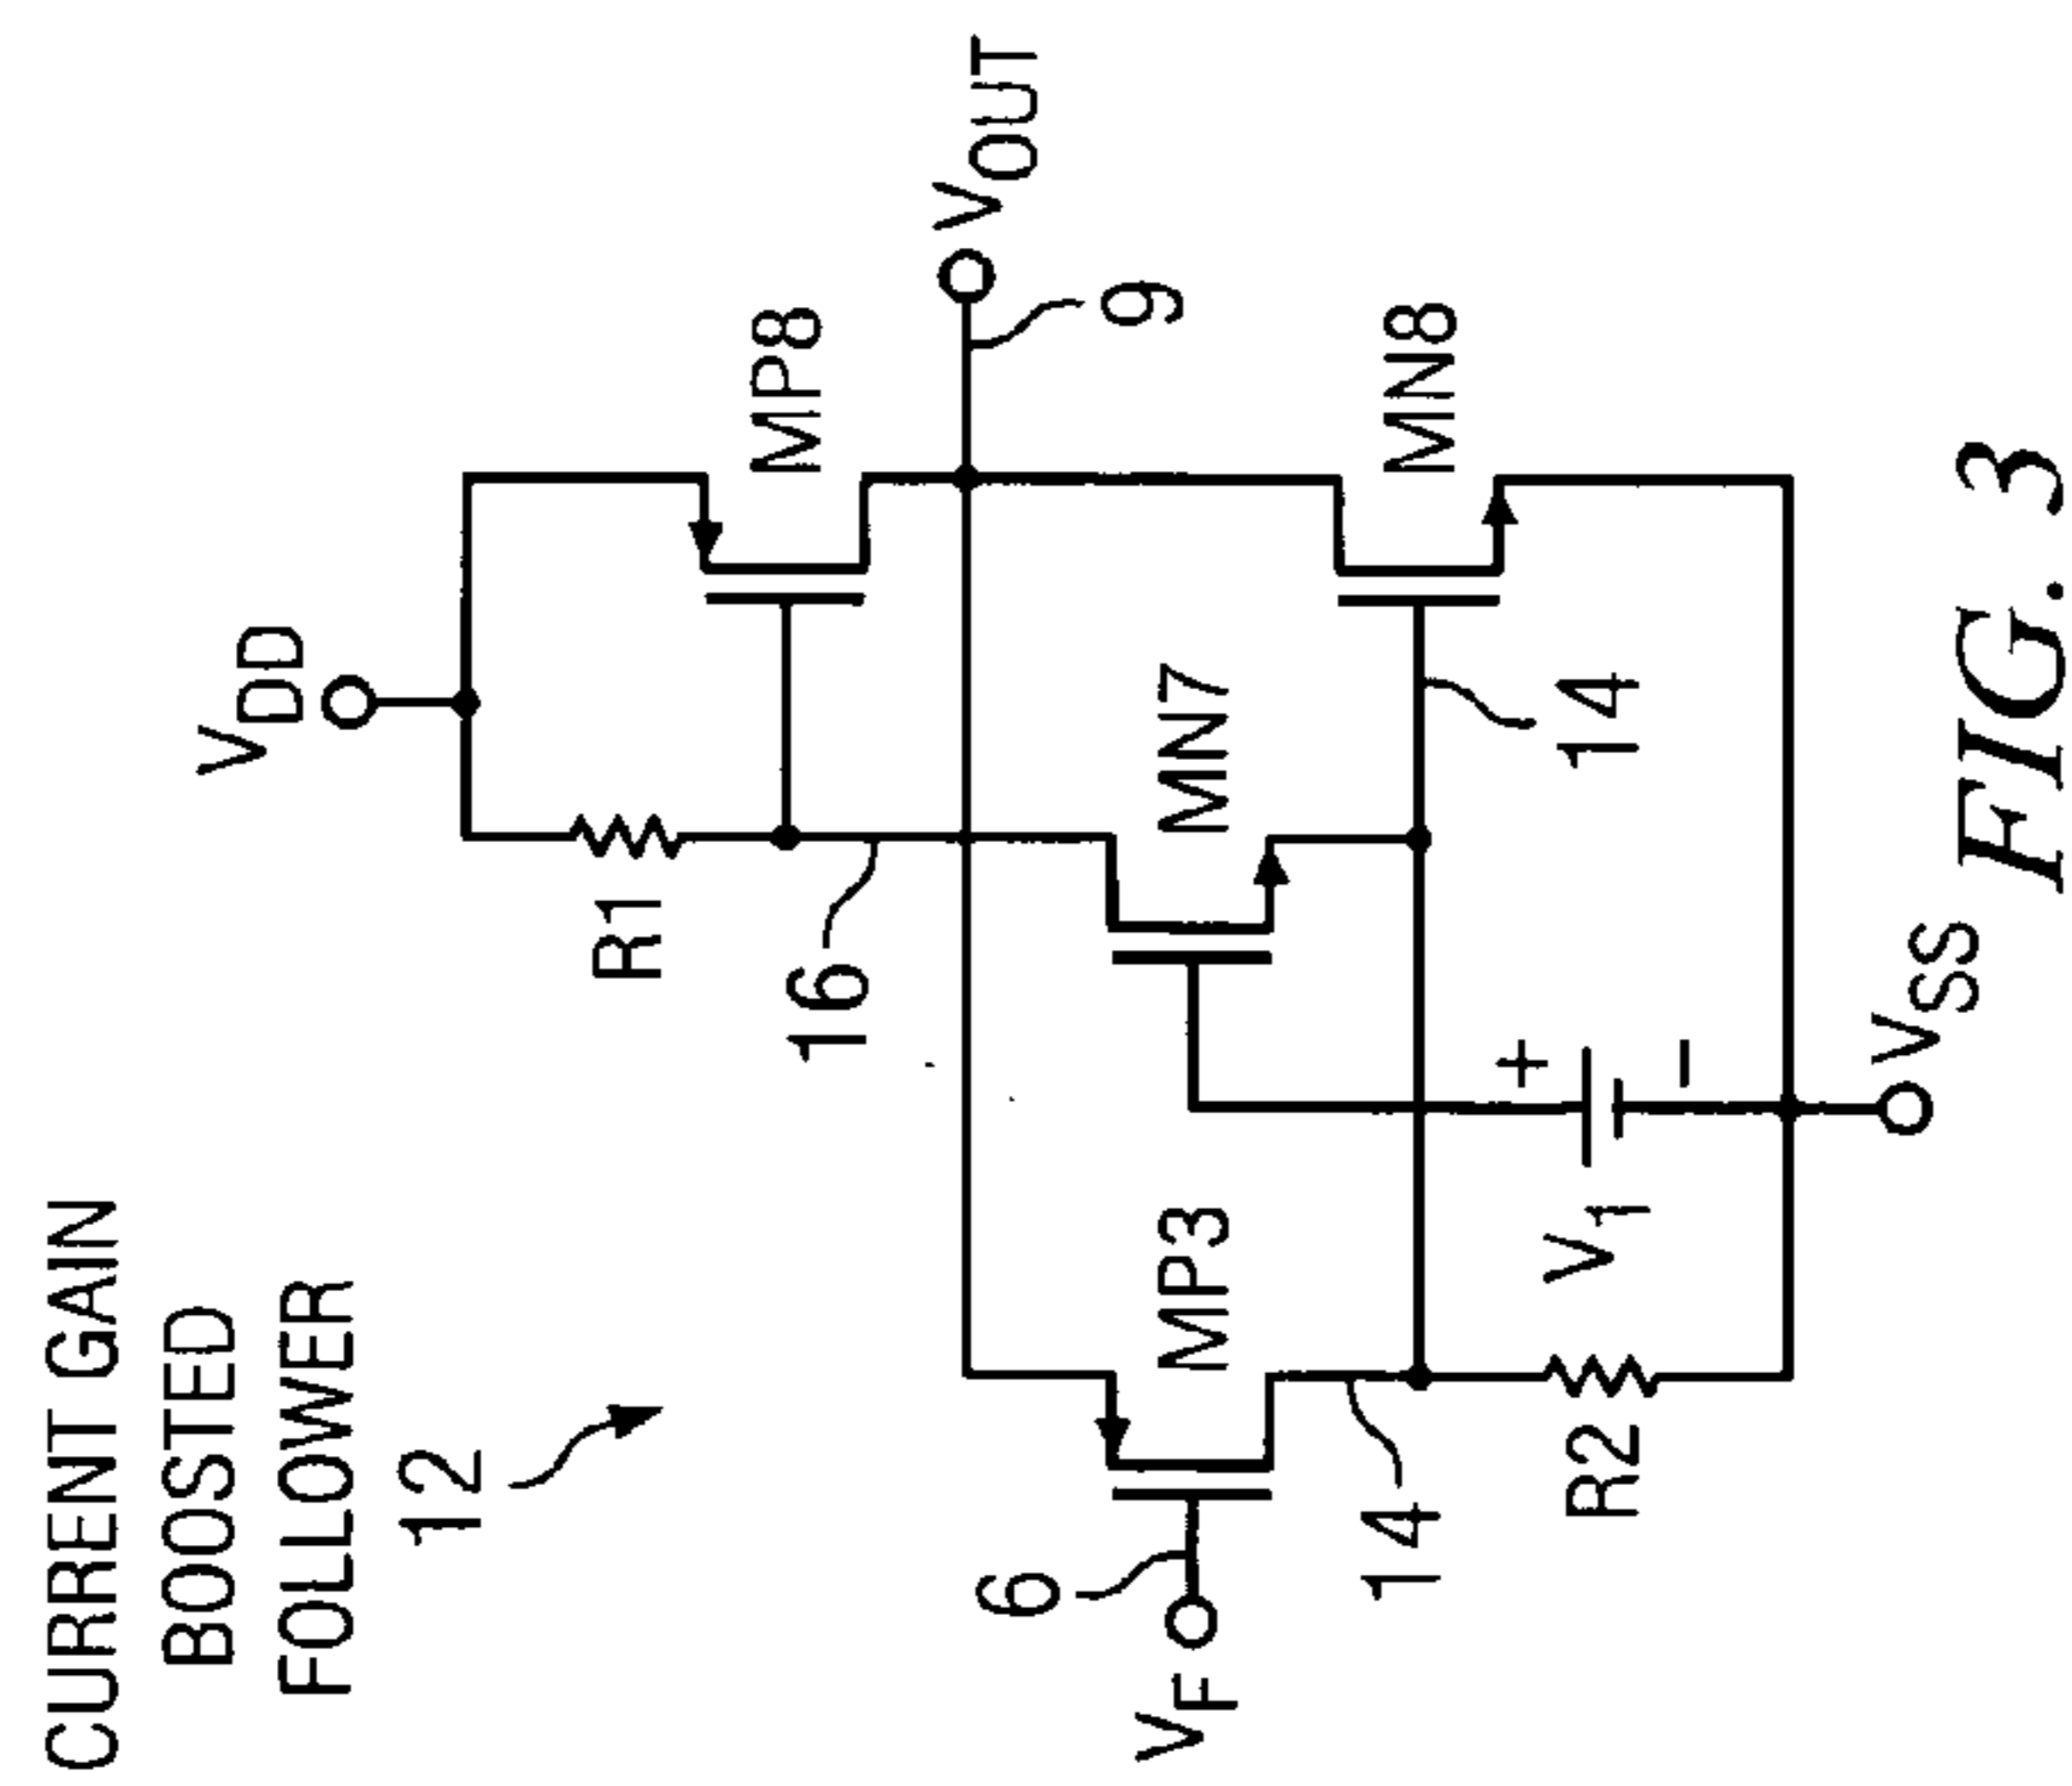 CURRENT GAIN
BOOSTED
FOLLOWER
12
VDD
R1
MP8
16
VOUT
9
6
VF
MP3
MN7
14
14
MN8
R2
V1
+
−
VSS
FIG. 3